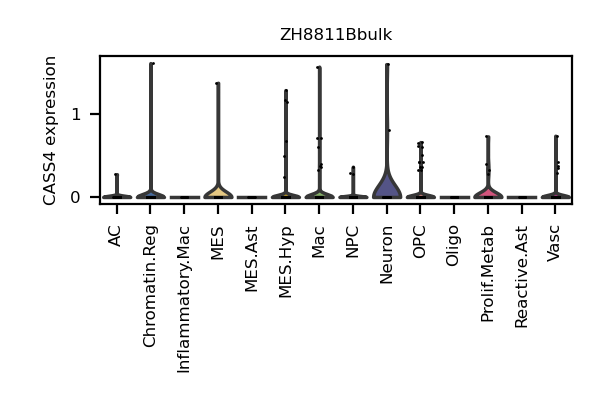 ZH8811Bbulk
CASS4 expression
1
0
AC
Chromatin.Reg
Inflammatory.Mac
MES
MES.Ast
MES.Hyp
Mac
NPC
Neuron
OPC
Oligo
Prolif.Metab
Reactive.Ast
Vasc